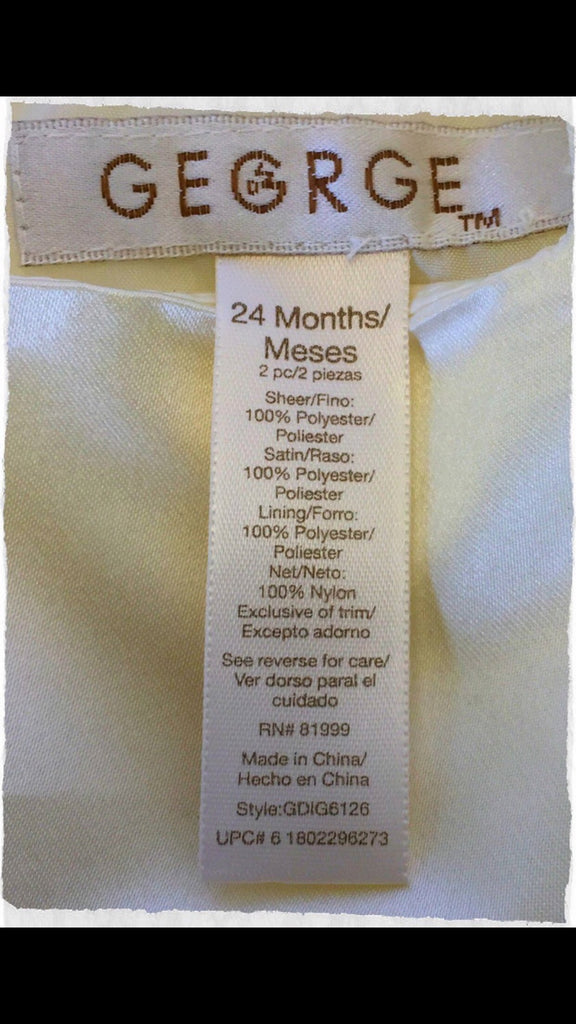 GEORGE
TM
24 Months/
Meses
2 pc/2 piezas
Sheer/Fino:
100% Polyester/
Poliester
Satin/Raso:
100% Polyester/
Poliester
Lining/Forro:
100% Polyester/
Poliester
Net/Neto:
100% Nylon
Exclusive of trim/
Excepto adorno
See reverse for care/
Ver dorso paral el
cuidado
RN# 81999
Made in China/
Hecho en China
Style:GDIG6126
UPC# 6 1802296273